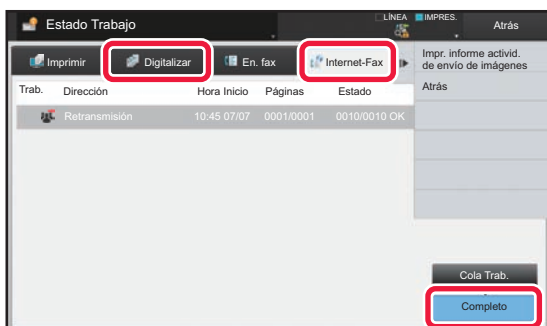 Estado Trabajo
LÍNEA
IMPRES.
Atrás
Imprimir
Digitalizar
En. fax
Internet-Fax
Impr. informe activid.
de envío de imágenes
Atrás
Trab. Dirección Hora Inicio Páginas Estado
Retransmisión 10:45 07/07 0001/0001 0010/0010 OK
Cola Trab.
Completo